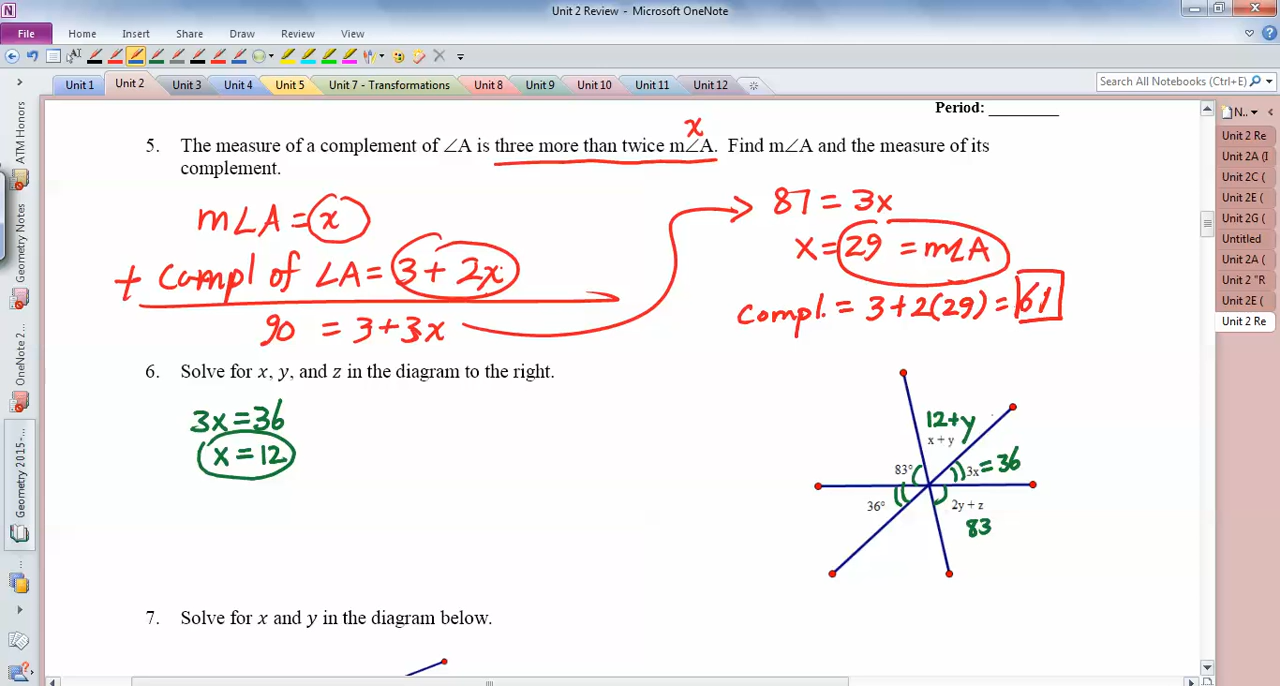 Unit 2 Review - Microsoft OneNote
File Home Insert Share Draw Review View
Unit 1 Unit 2 Unit 3 Unit 4 Unit 5 Unit 7 - Transformations Unit 8 Unit 9 Unit 10 Unit 11 Unit 12
Search All Notebooks (Ctrl+E)
N..
Unit 2 Re
Unit 2A (I
Unit 2C (
Unit 2E (
Unit 2G (
Untitled
Unit 2A (
Unit 2 "R
Unit 2E (
Unit 2 Re
ATM Honors
Geometry Notes
OneNote 2...
Geometry 2015-...
Period: ________
x
5. The measure of a complement of ∠A is three more than twice m∠A. Find m∠A and the measure of its
complement.
m∠A = x
+ compl of ∠A = 3 + 2x
90 = 3 + 3x
87 = 3x
x = 29 = m∠A
compl. = 3 + 2(29) = 61
6. Solve for x, y, and z in the diagram to the right.
3x = 36
x = 12
12 + y
x + y
83°
3x = 36
36°
2y + z
83
7. Solve for x and y in the diagram below.